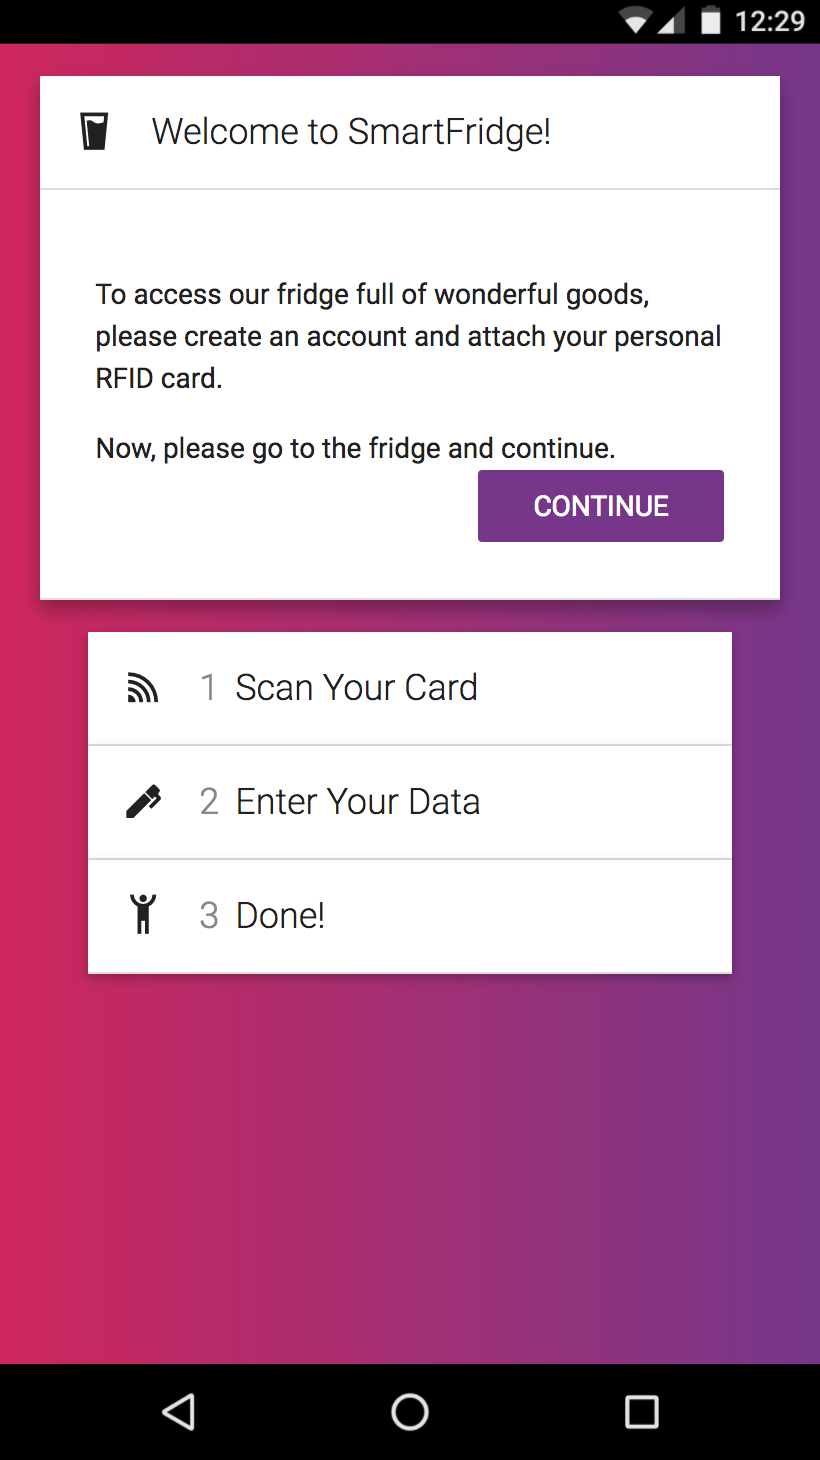 12:29
Welcome to SmartFridge!
To access our fridge full of wonderful goods,
please create an account and attach your personal
RFID card.
Now, please go to the fridge and continue.
CONTINUE
1 Scan Your Card
2 Enter Your Data
3 Done!